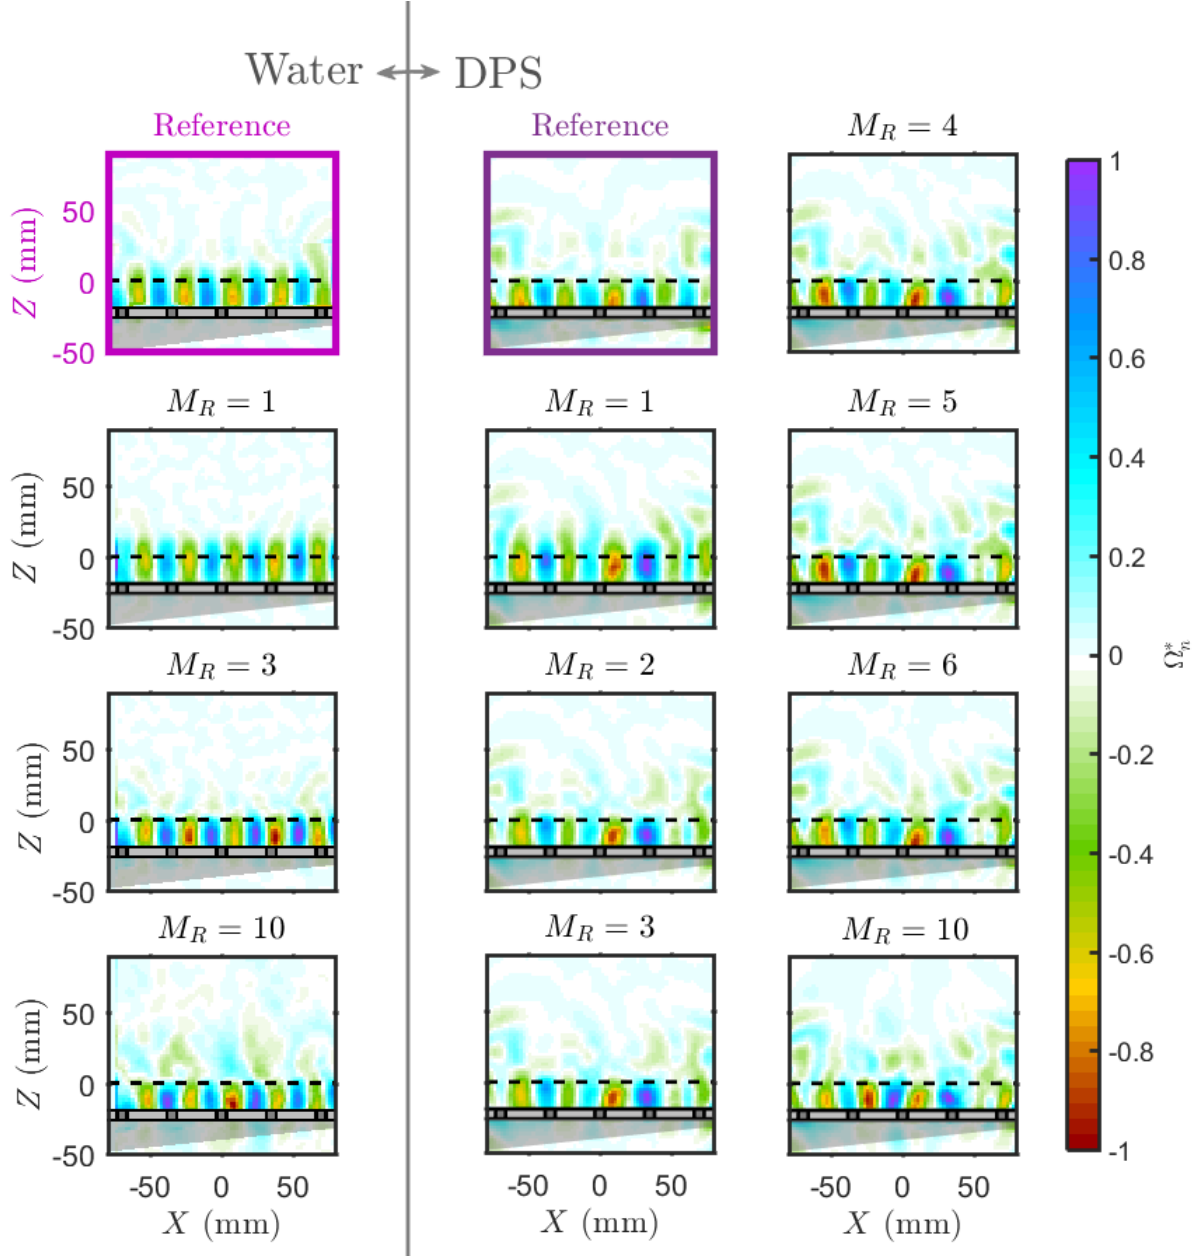 Water ↔ DPS
Reference Reference M_R = 4
1
50
0
-50
Z (mm)
0.8
0.6
M_R = 1 M_R = 1 M_R = 5
50
0
-50
Z (mm)
0.4
0.2
M_R = 3 M_R = 2 M_R = 6
0
Ω*_n
50
0
-50
Z (mm)
-0.2
-0.4
M_R = 10 M_R = 3 M_R = 10
-0.6
50
0
-50
Z (mm)
-0.8
-1
-50 0 50 -50 0 50 -50 0 50
X (mm) X (mm) X (mm)